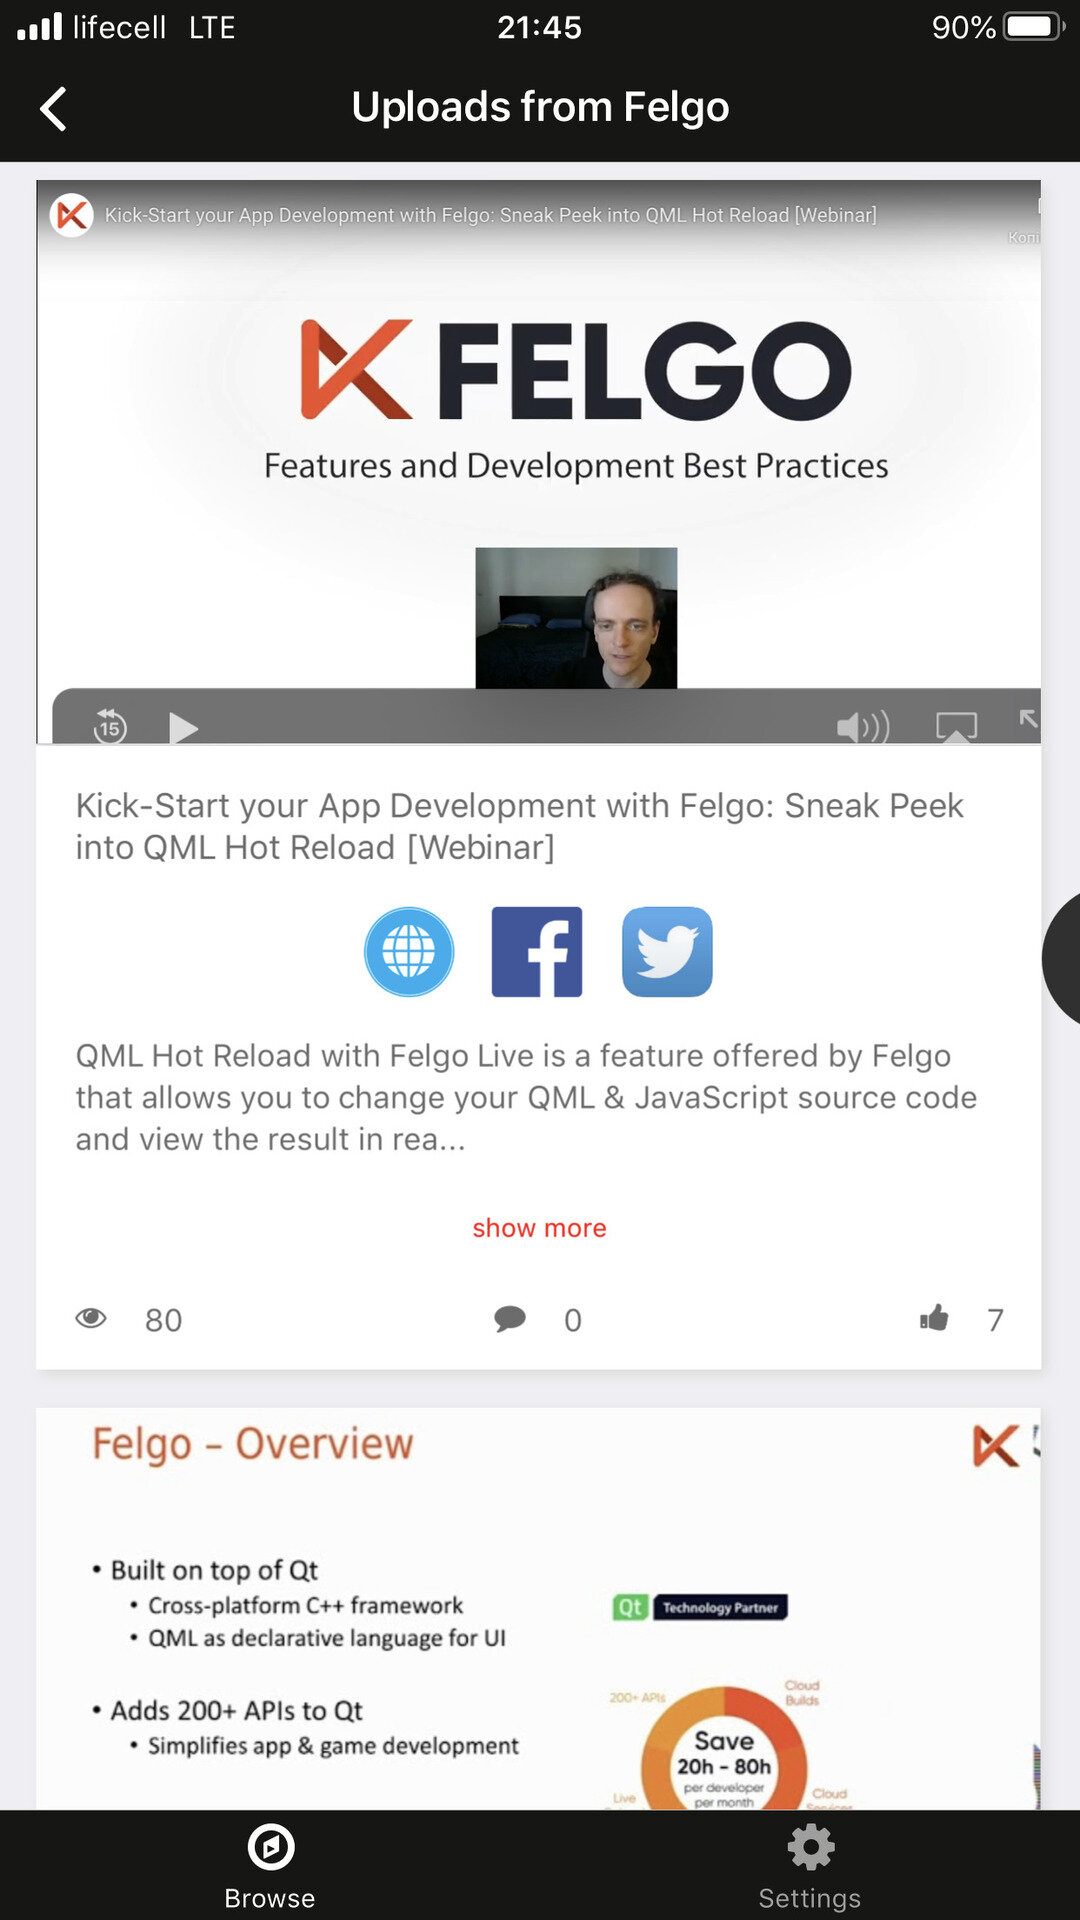 lifecell LTE 21:45 90%
Uploads from Felgo
Kick-Start your App Development with Felgo: Sneak Peek into QML Hot Reload [Webinar]
Копі
FELGO
Features and Development Best Practices
15
Kick-Start your App Development with Felgo: Sneak Peek
into QML Hot Reload [Webinar]
QML Hot Reload with Felgo Live is a feature offered by Felgo
that allows you to change your QML & JavaScript source code
and view the result in rea...
show more
80 0 7
Felgo – Overview
• Built on top of Qt
• Cross-platform C++ framework
• QML as declarative language for UI
Qt Technology Partner
• Adds 200+ APIs to Qt
• Simplifies app & game development
200+ APIs
Cloud
Builds
Save
20h - 80h
per developer
per month
Live
Cloud
Services
Browse
Settings